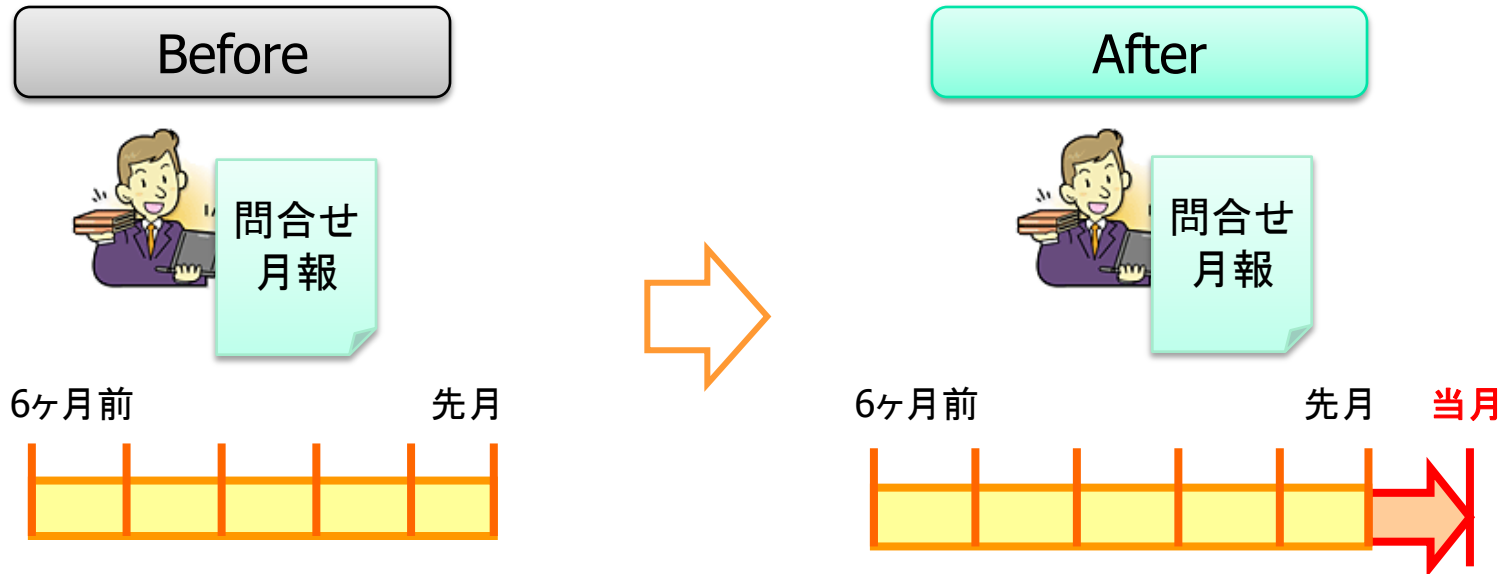 Before
問合せ
月報
6ヶ月前
先月
After
問合せ
月報
6ヶ月前
先月
当月